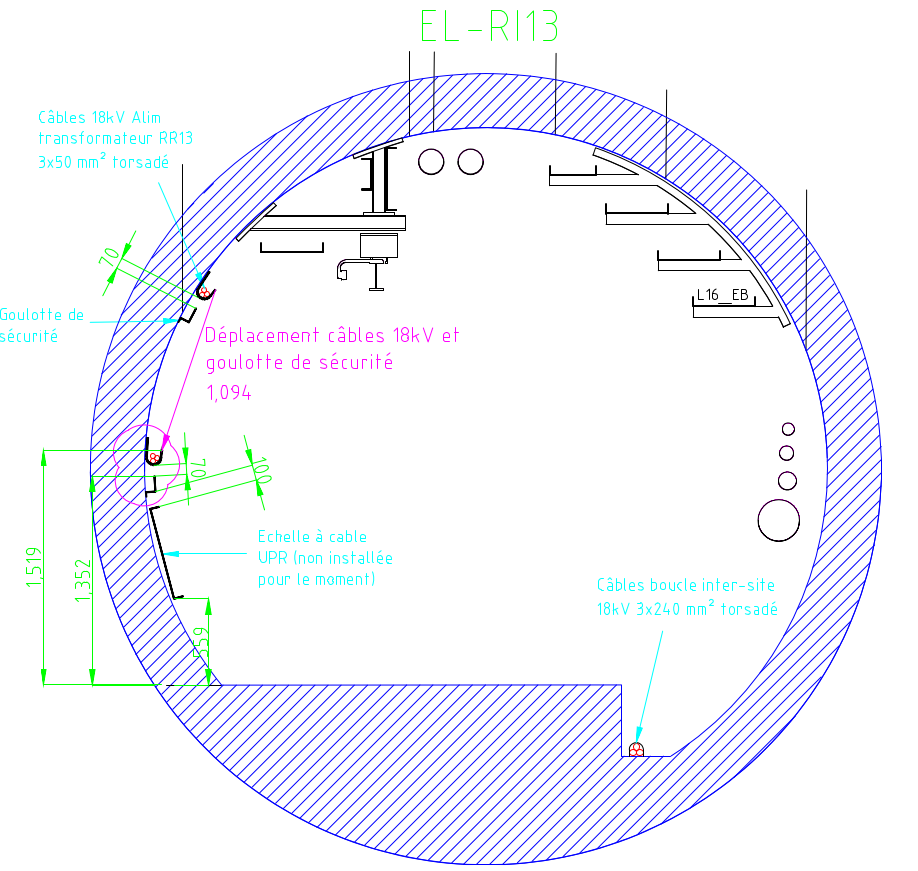 EL-RI13
Câbles 18kV Alim
transformateur RR13
3x50 mm² torsadé
70
Goulotte de
sécurité
L16_EB
Déplacement câbles 18kV et
goulotte de sécurité
1,094
70
100
1,519
1,352
559
Echelle à cable
UPR (non installée
pour le moment)
Câbles boucle inter-site
18kV 3x240 mm² torsadé